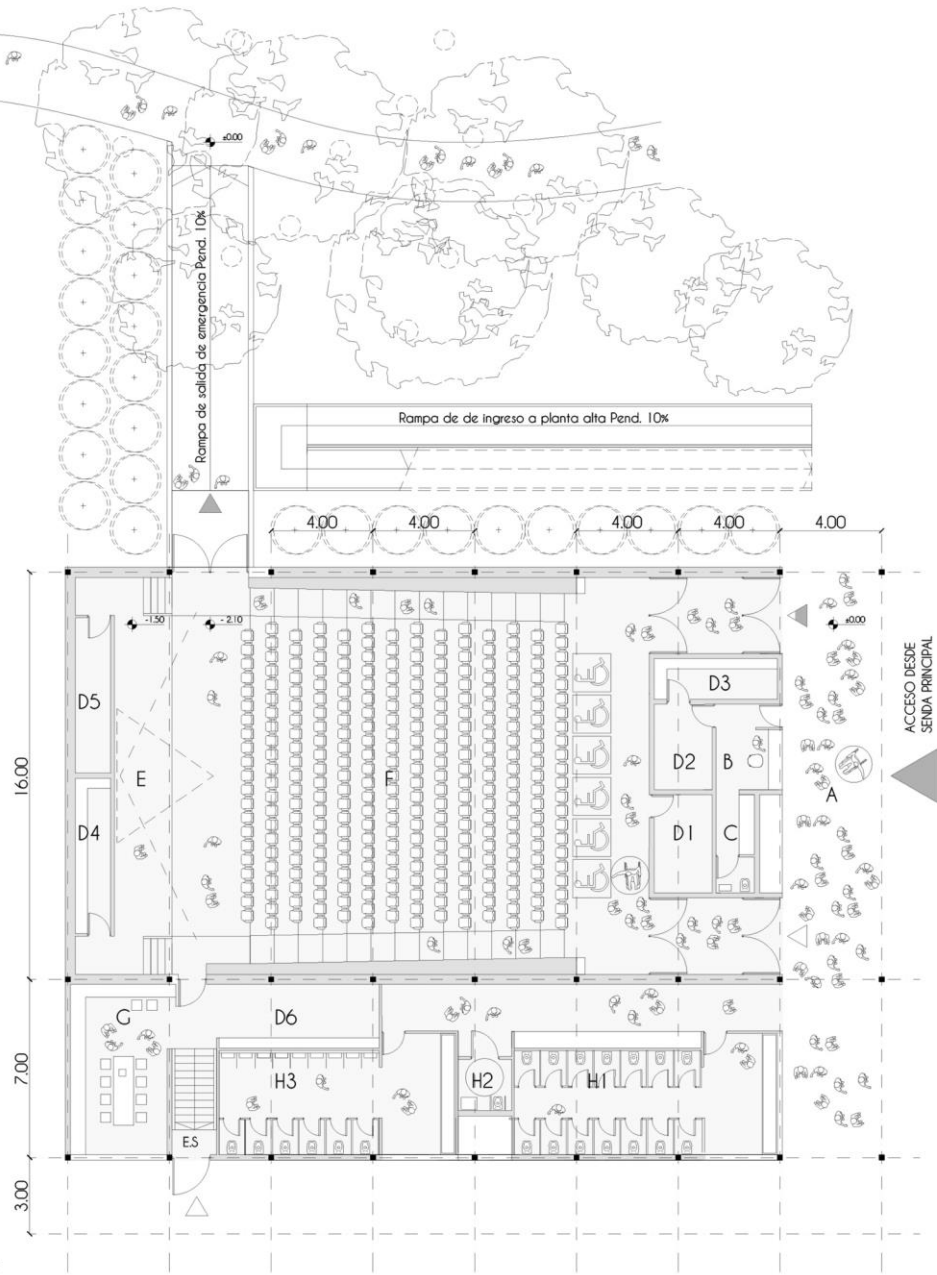 ±0.00
Rampa de salida de emergencia Pend. 10%
Rampa de de ingreso a planta alta Pend. 10%
4.00
4.00
4.00
4.00
4.00
-1.50
- 2.10
±0.00
ACCESO DESDE
SENDA PRINCIPAL
16.00
D5
D3
E
F
D2
B
A
D4
D1
C
G
D6
7.00
H3
H2
H1
E.S
3.00